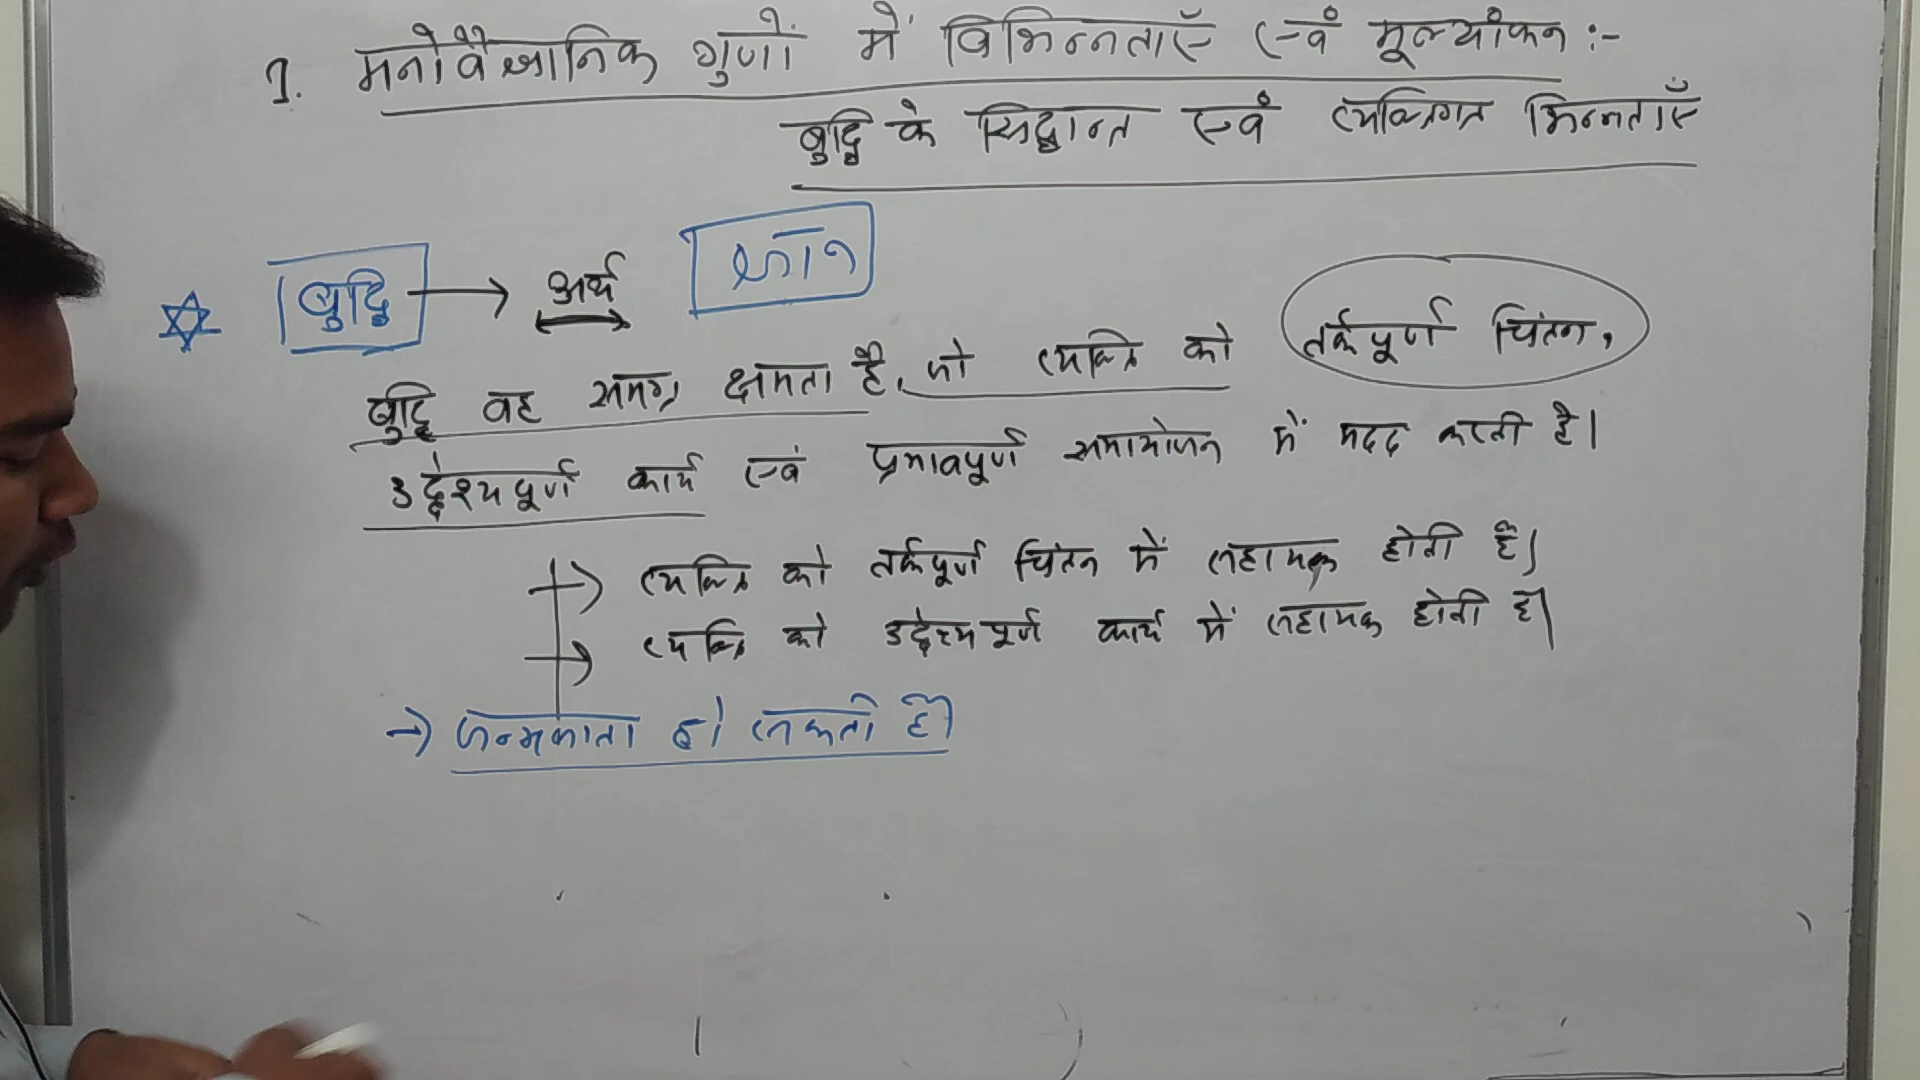 1. मनोवैज्ञानिक गुणों में विभिन्नताएँ एवं मूल्यांकन :-
बुद्धि के सिद्धान्त एवं व्यक्तिगत भिन्नताएँ
बुद्धि → अर्थ ज्ञान
बुद्धि वह समग्र क्षमता है, जो व्यक्ति को तर्कपूर्ण चिंतन,
उद्देश्यपूर्ण कार्य एवं प्रभावपूर्ण समायोजन में मदद करती है।
→ व्यक्ति को तर्कपूर्ण चिंतन में सहायक होती है।
→ व्यक्ति को उद्देश्यपूर्ण कार्य में सहायक होती है।
→ जन्मजाता हो सकती है।